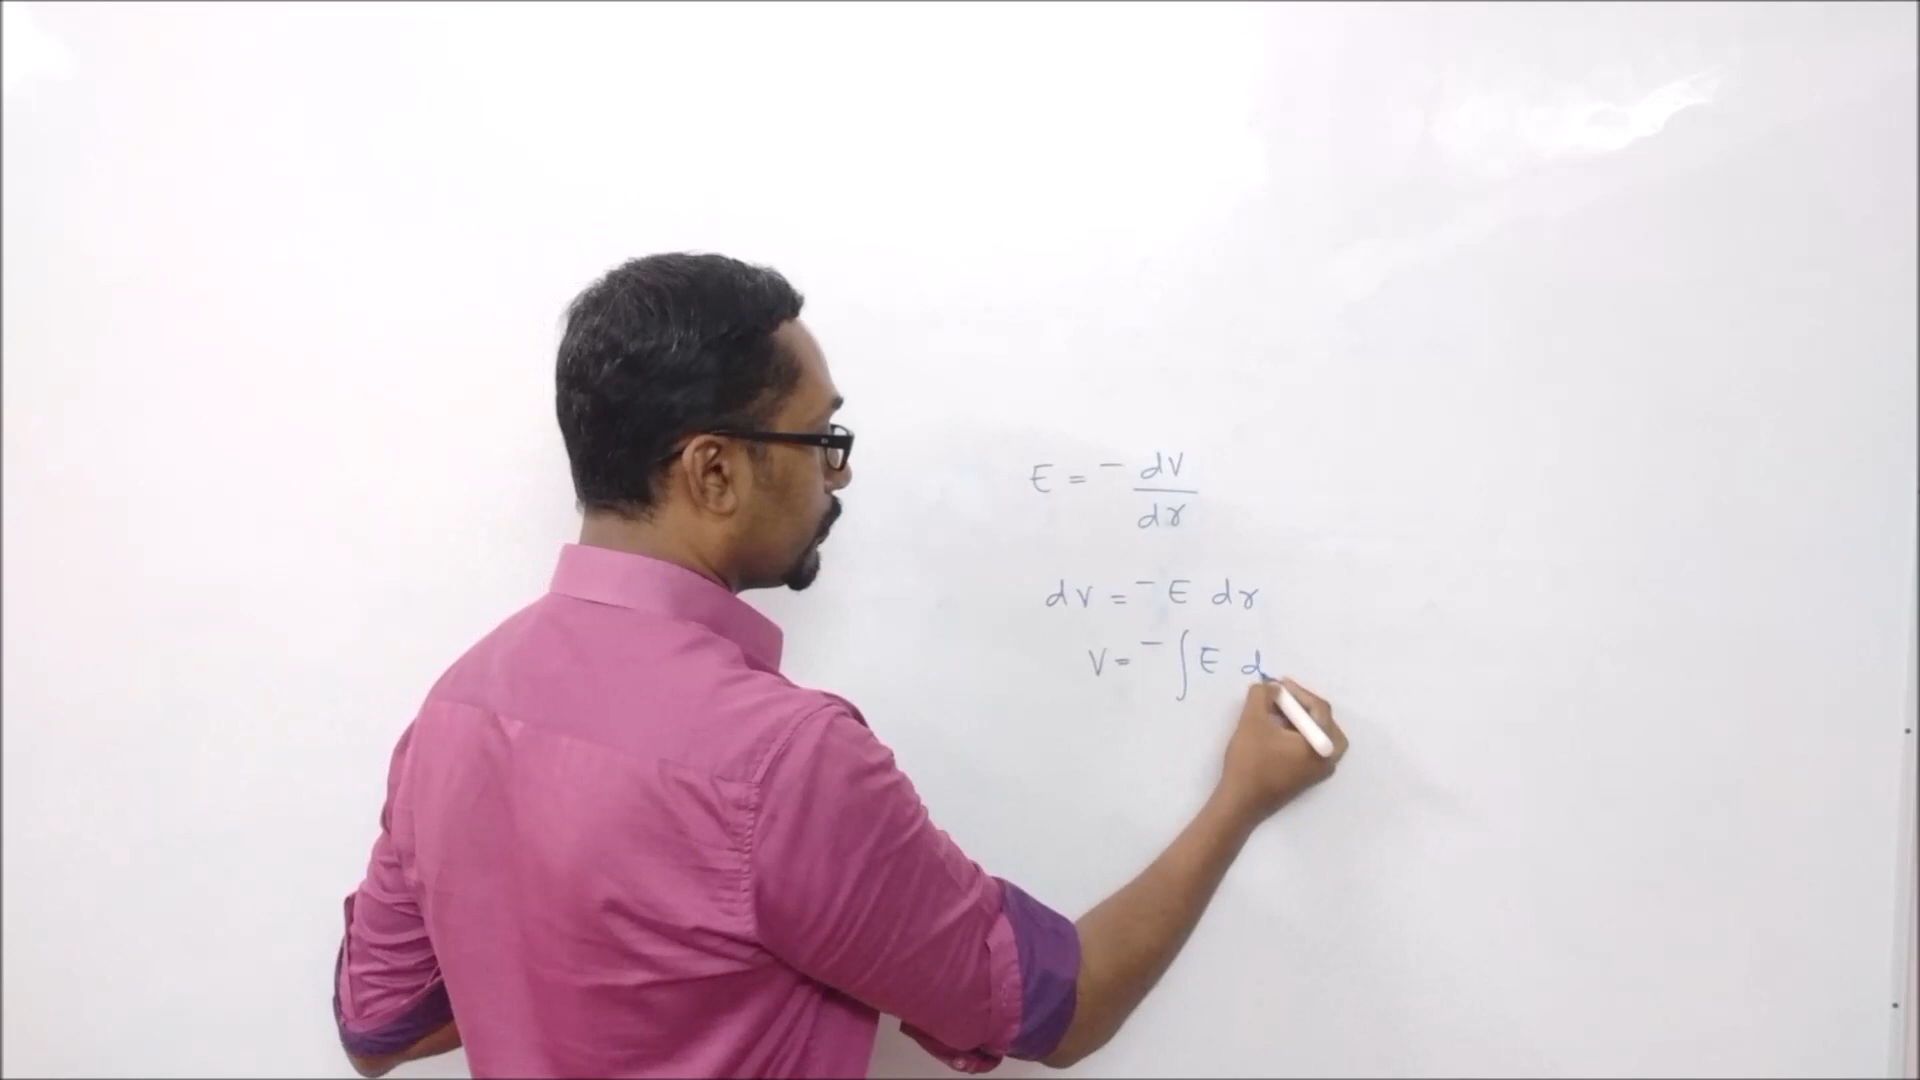 E = - dV/dr
dv = - E dr
V = - ∫ E d